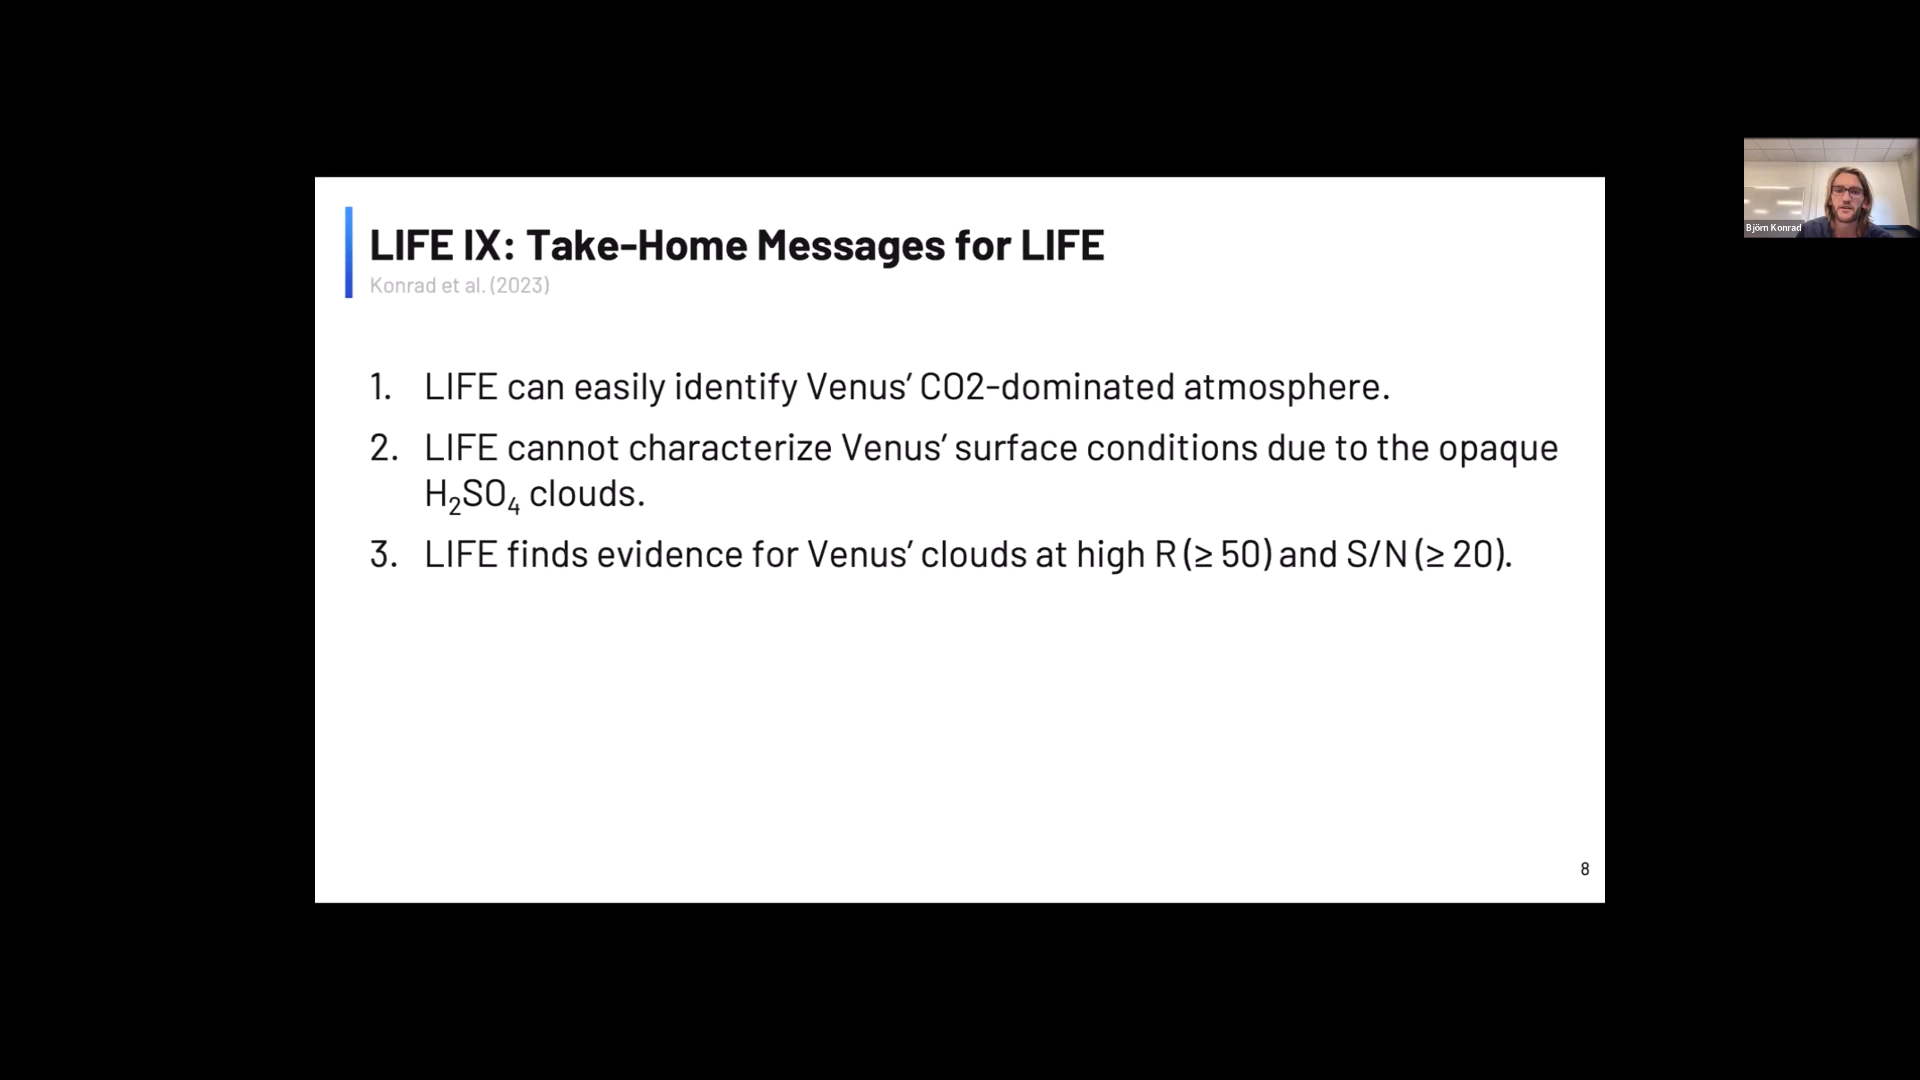 LIFE IX: Take-Home Messages for LIFE
Konrad et al. (2023)
1. LIFE can easily identify Venus’ CO2-dominated atmosphere.
2. LIFE cannot characterize Venus’ surface conditions due to the opaque
H₂SO₄ clouds.
3. LIFE finds evidence for Venus’ clouds at high R (≥ 50) and S/N (≥ 20).
8
Björn Konrad